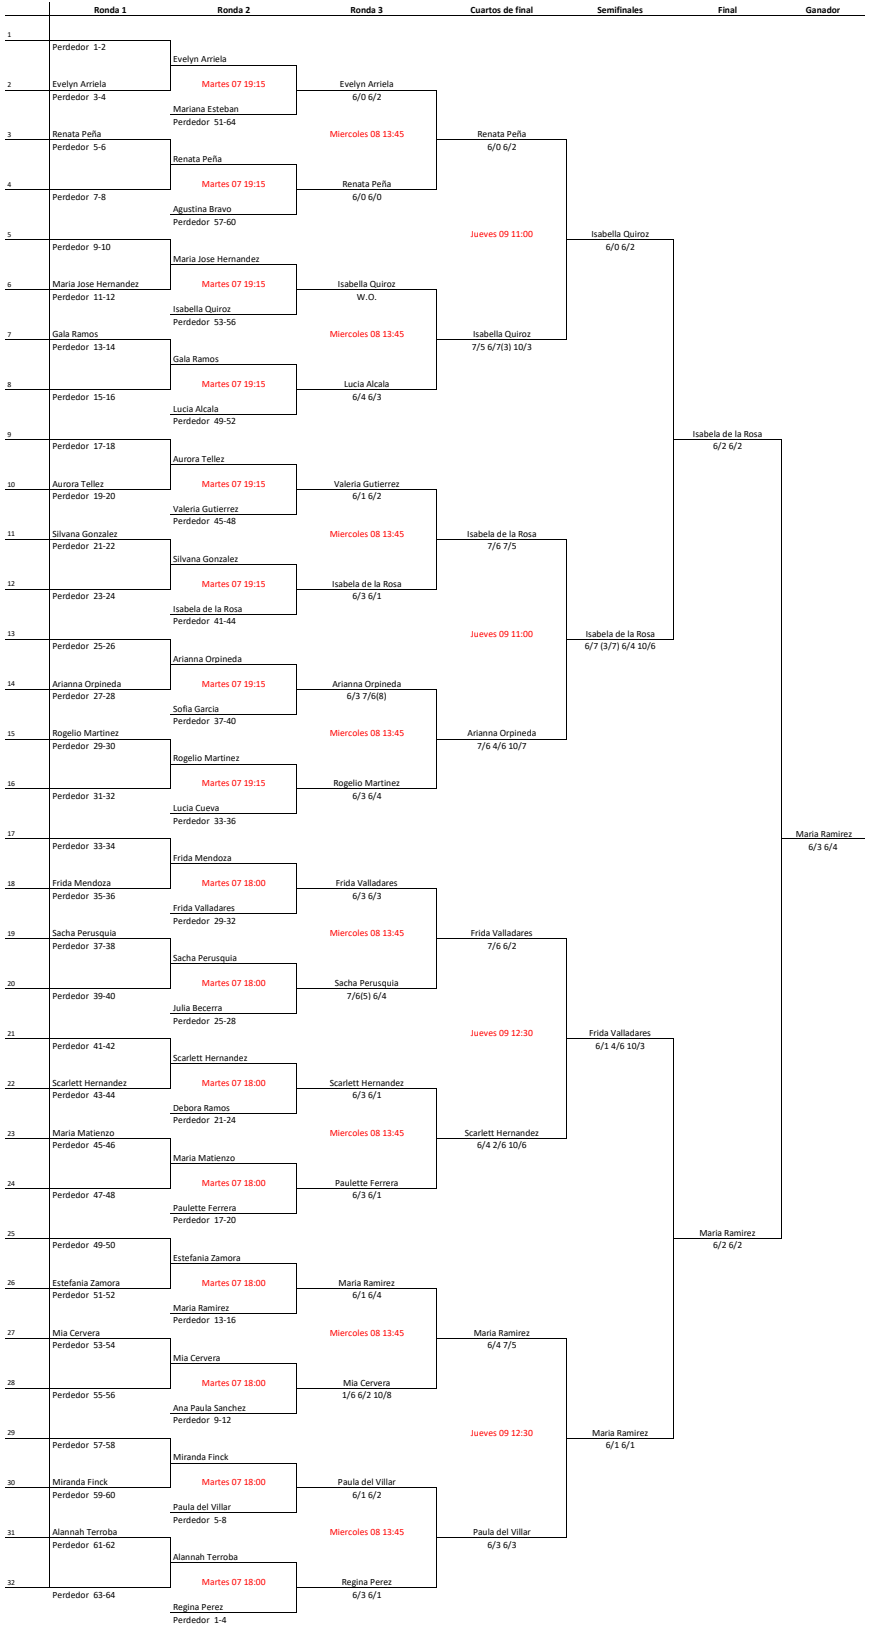 Ronda 1 Ronda 2 Ronda 3 Cuartos de final Semifinales Final Ganador
1
Perdedor 1-2
Evelyn Arriela
2 Evelyn Arriela Martes 07 19:15 Evelyn Arriela
Perdedor 3-4 6/0 6/2
Mariana Esteban
Perdedor 51-64
3 Renata Peña Miercoles 08 13:45 Renata Peña
Perdedor 5-6 6/0 6/2
Renata Peña
4 Martes 07 19:15 Renata Peña
Perdedor 7-8 6/0 6/0
Agustina Bravo
Perdedor 57-60
5 Jueves 09 11:00 Isabella Quiroz
Perdedor 9-10 6/0 6/2
Maria Jose Hernandez
6 Maria Jose Hernandez Martes 07 19:15 Isabella Quiroz
Perdedor 11-12 W.O.
Isabella Quiroz
Perdedor 53-56
7 Gala Ramos Miercoles 08 13:45 Isabella Quiroz
Perdedor 13-14 7/5 6/7(3) 10/3
Gala Ramos
8 Martes 07 19:15 Lucia Alcala
Perdedor 15-16 6/4 6/3
Lucia Alcala
Perdedor 49-52
9 Isabela de la Rosa
Perdedor 17-18 6/2 6/2
Aurora Tellez
10 Aurora Tellez Martes 07 19:15 Valeria Gutierrez
Perdedor 19-20 6/1 6/2
Valeria Gutierrez
Perdedor 45-48
11 Silvana Gonzalez Miercoles 08 13:45 Isabela de la Rosa
Perdedor 21-22 7/6 7/5
Silvana Gonzalez
12 Martes 07 19:15 Isabela de la Rosa
Perdedor 23-24 6/3 6/1
Isabela de la Rosa
Perdedor 41-44
13 Jueves 09 11:00 Isabela de la Rosa
Perdedor 25-26 6/7 (3/7) 6/4 10/6
Arianna Orpineda
14 Arianna Orpineda Martes 07 19:15 Arianna Orpineda
Perdedor 27-28 6/3 7/6(8)
Sofia Garcia
Perdedor 37-40
15 Rogelio Martinez Miercoles 08 13:45 Arianna Orpineda
Perdedor 29-30 7/6 4/6 10/7
Rogelio Martinez
16 Martes 07 19:15 Rogelio Martinez
Perdedor 31-32 6/3 6/4
Lucia Cueva
Perdedor 33-36
17 Maria Ramirez
Perdedor 33-34 6/3 6/4
Frida Mendoza
18 Frida Mendoza Martes 07 18:00 Frida Valladares
Perdedor 35-36 6/3 6/3
Frida Valladares
Perdedor 29-32
19 Sacha Perusquia Miercoles 08 13:45 Frida Valladares
Perdedor 37-38 7/6 6/2
Sacha Perusquia
20 Martes 07 18:00 Sacha Perusquia
Perdedor 39-40 7/6(5) 6/4
Julia Becerra
Perdedor 25-28
21 Jueves 09 12:30 Frida Valladares
Perdedor 41-42 6/1 4/6 10/3
Scarlett Hernandez
22 Scarlett Hernandez Martes 07 18:00 Scarlett Hernandez
Perdedor 43-44 6/3 6/1
Debora Ramos
Perdedor 21-24
23 Maria Matienzo Miercoles 08 13:45 Scarlett Hernandez
Perdedor 45-46 6/4 2/6 10/6
Maria Matienzo
24 Martes 07 18:00 Paulette Ferrera
Perdedor 47-48 6/3 6/1
Paulette Ferrera
Perdedor 17-20
25 Maria Ramirez
Perdedor 49-50 6/2 6/2
Estefania Zamora
26 Estefania Zamora Martes 07 18:00 Maria Ramirez
Perdedor 51-52 6/1 6/4
Maria Ramirez
Perdedor 13-16
27 Mia Cervera Miercoles 08 13:45 Maria Ramirez
Perdedor 53-54 6/4 7/5
Mia Cervera
28 Martes 07 18:00 Mia Cervera
Perdedor 55-56 1/6 6/2 10/8
Ana Paula Sanchez
Perdedor 9-12
29 Jueves 09 12:30 Maria Ramirez
Perdedor 57-58 6/1 6/1
Miranda Finck
30 Miranda Finck Martes 07 18:00 Paula del Villar
Perdedor 59-60 6/1 6/2
Paula del Villar
Perdedor 5-8
31 Alannah Terroba Miercoles 08 13:45 Paula del Villar
Perdedor 61-62 6/3 6/3
Alannah Terroba
32 Martes 07 18:00 Regina Perez
Perdedor 63-64 6/3 6/1
Regina Perez
Perdedor 1-4